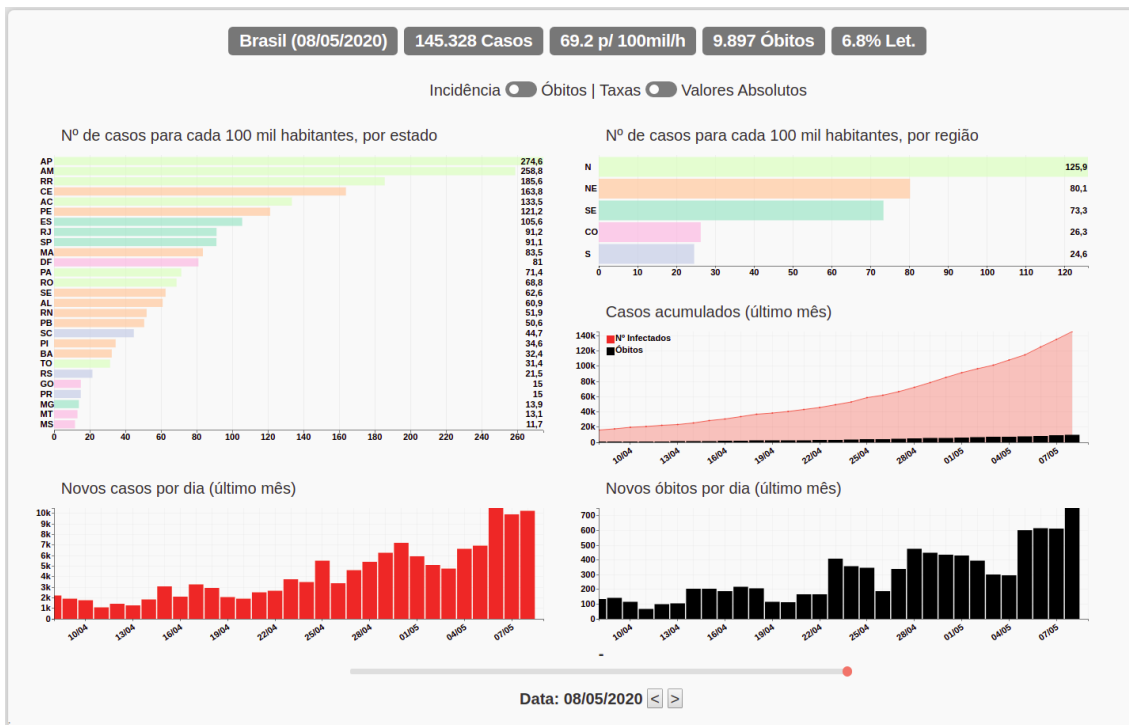 Brasil (08/05/2020) 145.328 Casos 69.2 p/ 100mil/h 9.897 Óbitos 6.8% Let.
Incidência Óbitos | Taxas Valores Absolutos
Nº de casos para cada 100 mil habitantes, por estado
AP 274,6
AM 258,8
RR 185,6
CE 163,8
AC 133,5
PE 121,2
ES 105,6
RJ 91,2
SP 91,1
MA 83,5
DF 81
PA 71,4
RO 68,8
SE 62,6
AL 60,9
RN 51,9
PB 50,6
SC 44,7
PI 34,6
BA 32,4
TO 31,4
RS 21,5
GO 15
PR 15
MG 13,9
MT 13,1
MS 11,7
0 20 40 60 80 100 120 140 160 180 200 220 240 260
Nº de casos para cada 100 mil habitantes, por região
N 125,9
NE 80,1
SE 73,3
CO 26,3
S 24,6
0 10 20 30 40 50 60 70 80 90 100 110 120
Casos acumulados (último mês)
Nº Infectados
Óbitos
140k
120k
100k
80k
60k
40k
20k
0
10/04 13/04 16/04 19/04 22/04 25/04 28/04 01/05 04/05 07/05
Novos casos por dia (último mês)
10k
9k
8k
7k
6k
5k
4k
3k
2k
1k
0
10/04 13/04 16/04 19/04 22/04 25/04 28/04 01/05 04/05 07/05
Novos óbitos por dia (último mês)
700
600
500
400
300
200
100
0
10/04 13/04 16/04 19/04 22/04 25/04 28/04 01/05 04/05 07/05
-
Data: 08/05/2020 < >